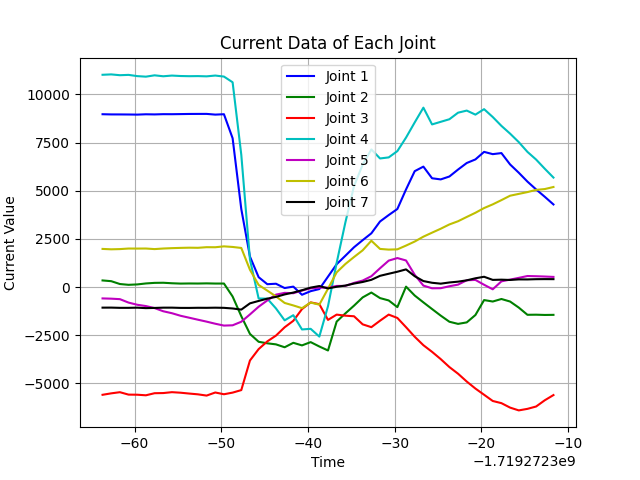 Current Data of Each Joint
Joint 1
Joint 2
Joint 3
Joint 4
Joint 5
Joint 6
Joint 7
10000
7500
5000
2500
0
−2500
−5000
Current Value
−60 −50 −40 −30 −20 −10
Time
−1.7192723e9